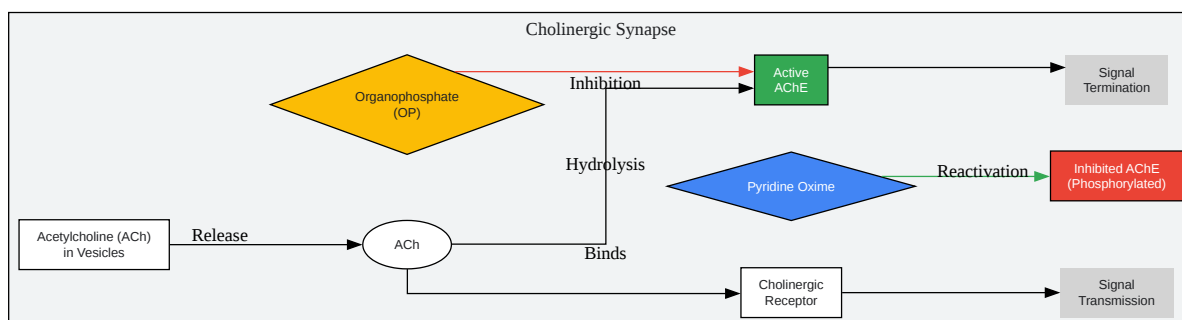 Cholinergic Synapse
Organophosphate
(OP)
Inhibition
Active
AChE
Signal
Termination
Hydrolysis
Pyridine Oxime
Reactivation
Inhibited AChE
(Phosphorylated)
Acetylcholine (ACh)
in Vesicles
Release
ACh
Binds
Cholinergic
Receptor
Signal
Transmission